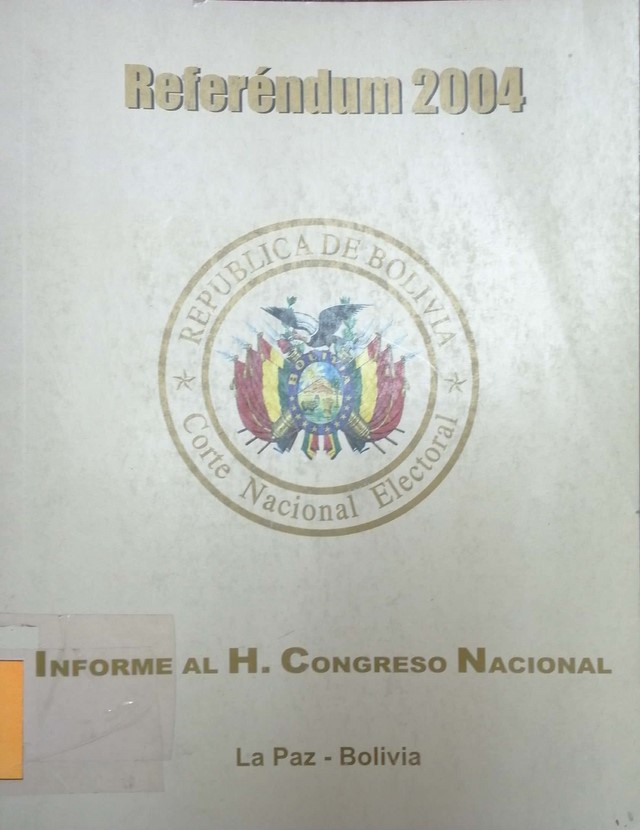 Referéndum 2004
REPUBLICA DE BOLIVIA
BOLIVIA
Corte Nacional Electoral
INFORME AL H. CONGRESO NACIONAL
La Paz - Bolivia